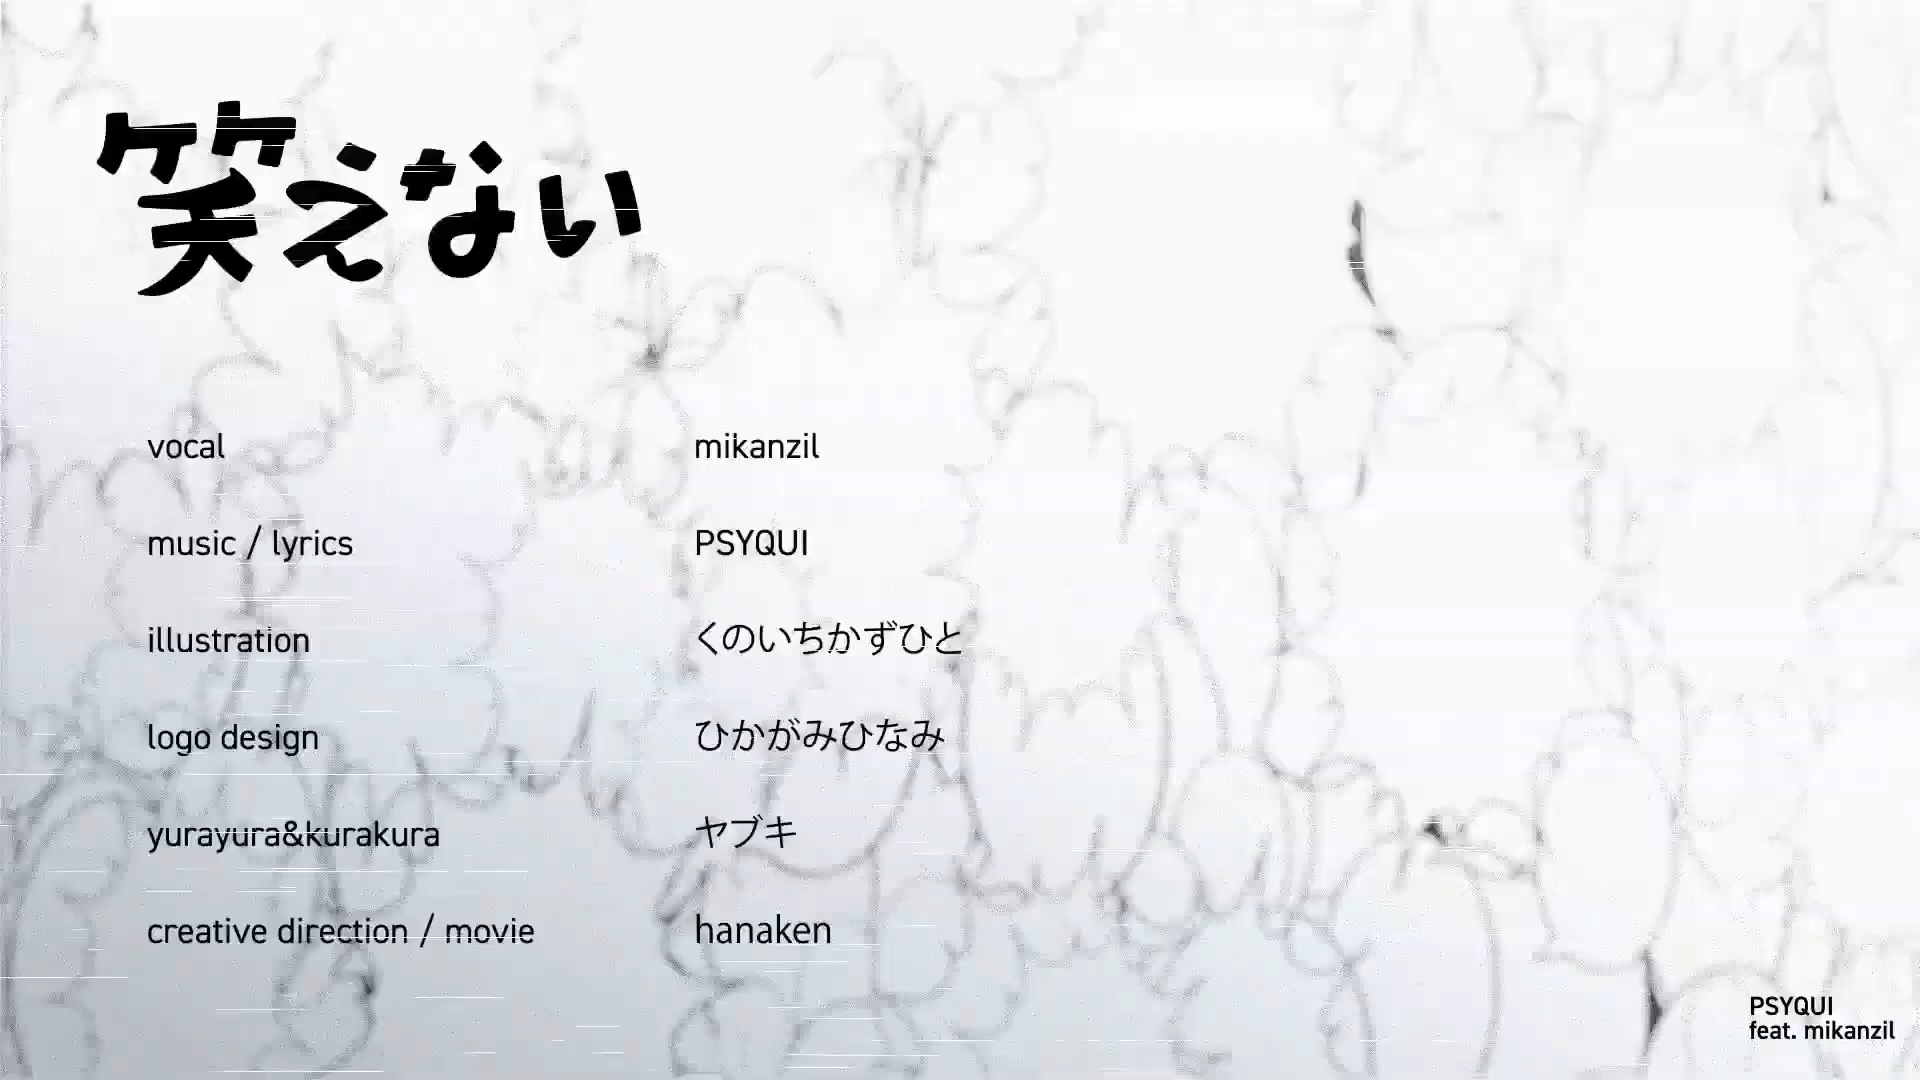 笑えない
vocal mikanzil
music / lyrics PSYQUI
illustration くのいちかずひと
logo design ひかがみひなみ
yurayura&kurakura ヤブキ
creative direction / movie hanaken
PSYQUI
feat. mikanzil